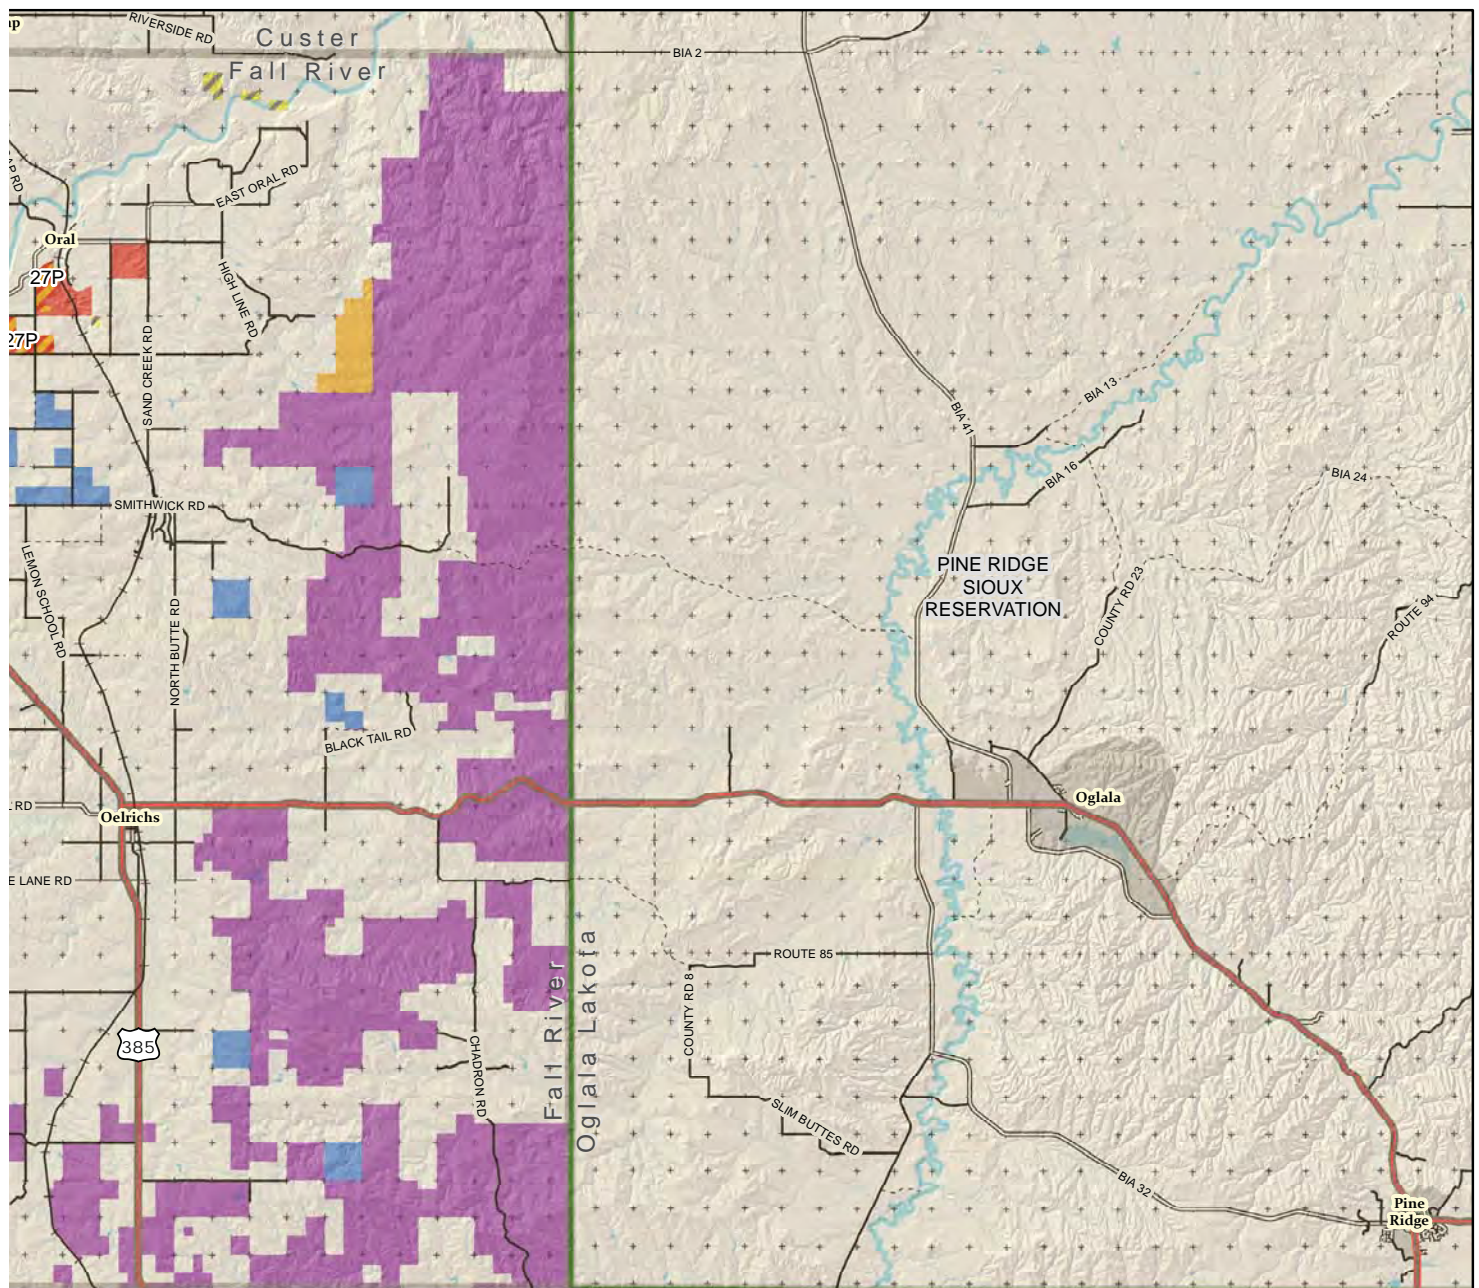 RIVERSIDE RD
Custer
Fall River
BIA 2
EAST ORAL RD
Oral
27P
HIGH LINE RD
27P
SAND CREEK RD
BIA 13
BIA 41
BIA 16
BIA 24
SMITHWICK RD
LEMON SCHOOL RD
NORTH BUTTE RD
PINE RIDGE
SIOUX
RESERVATION
COUNTY RD 23
ROUTE 94
BLACK TAIL RD
RD
Oelrichs
Oglala
E LANE RD
Fall River
Oglala Lakota
ROUTE 85
COUNTY RD 8
385
CHADRON RD
SLIM BUTTES RD
BIA 32
Pine
Ridge